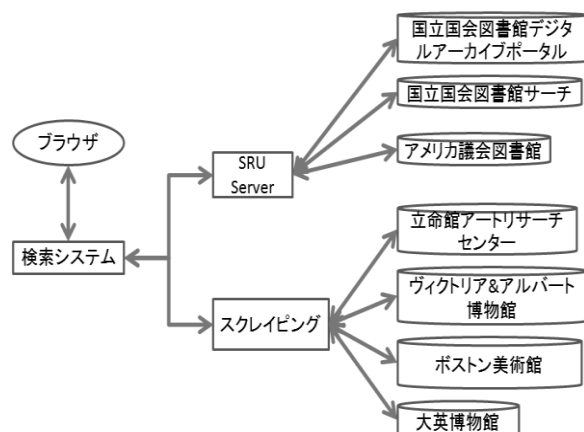 国立国会図書館デジタ
ルアーカイブポータル
国立国会図書館サーチ
ブラウザ
SRU
Server
アメリカ議会図書館
立命館アートリサーチ
センター
検索システム
ヴィクトリア&アルバート
博物館
スクレイピング
ボストン美術館
大英博物館